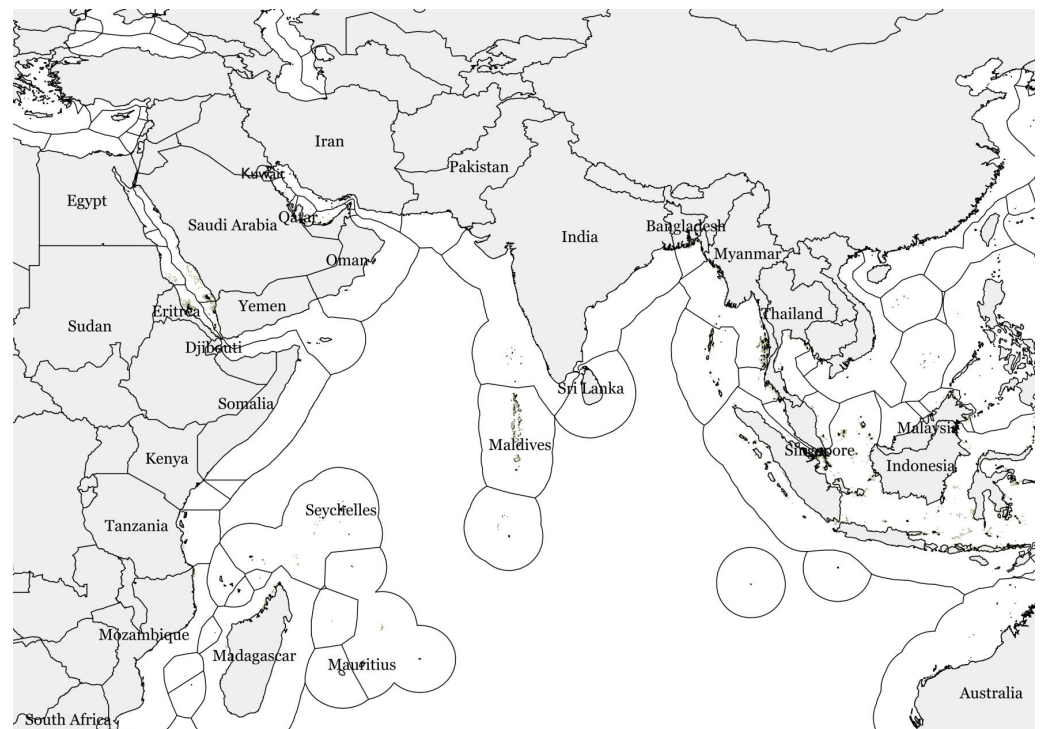 Iran
Pakistan
Kuwait
Egypt
Qatar
Saudi Arabia
Bangladesh
India
Myanmar
Oman
Yemen
Eritrea
Thailand
Sudan
Djibouti
Sri Lanka
Somalia
Malaysia
Maldives
Singapore
Kenya
Indonesia
Seychelles
Tanzania
Mozambique
Madagascar
Mauritius
Australia
South Africa